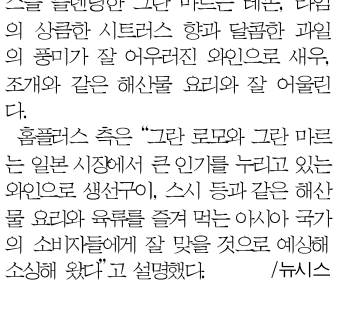 스를 블렌딩한 그란 마르는 레몬, 라임
의 상큼한 시트러스 향과 달콤한 과일
의 풍미가 잘 어우러진 와인으로 새우,
조개와 같은 해산물 요리와 잘 어울린
다.
홈플러스 측은 “그란 로모와 그란 마르
는 일본 시장에서 큰 인기를 누리고 있는
와인으로 생선구이, 스시 등과 같은 해산
물 요리와 육류를 즐겨 먹는 아시아 국가
의 소비자들에게 잘 맞을 것으로 예상해
소싱해 왔다”고 설명했다. /뉴시스